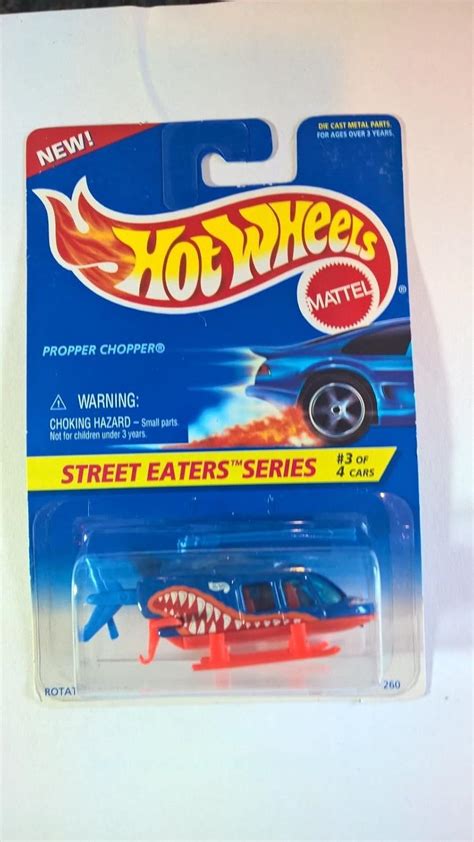 NEW!
DIE CAST METAL PARTS.
FOR AGES OVER 3 YEARS.
HOT WHEELS
MATTEL
®
PROPPER CHOPPER®
⚠ WARNING:
CHOKING HAZARD – Small parts.
Not for children under 3 years.
STREET EATERS™ SERIES
#3 OF
4 CARS
ROTAT
260